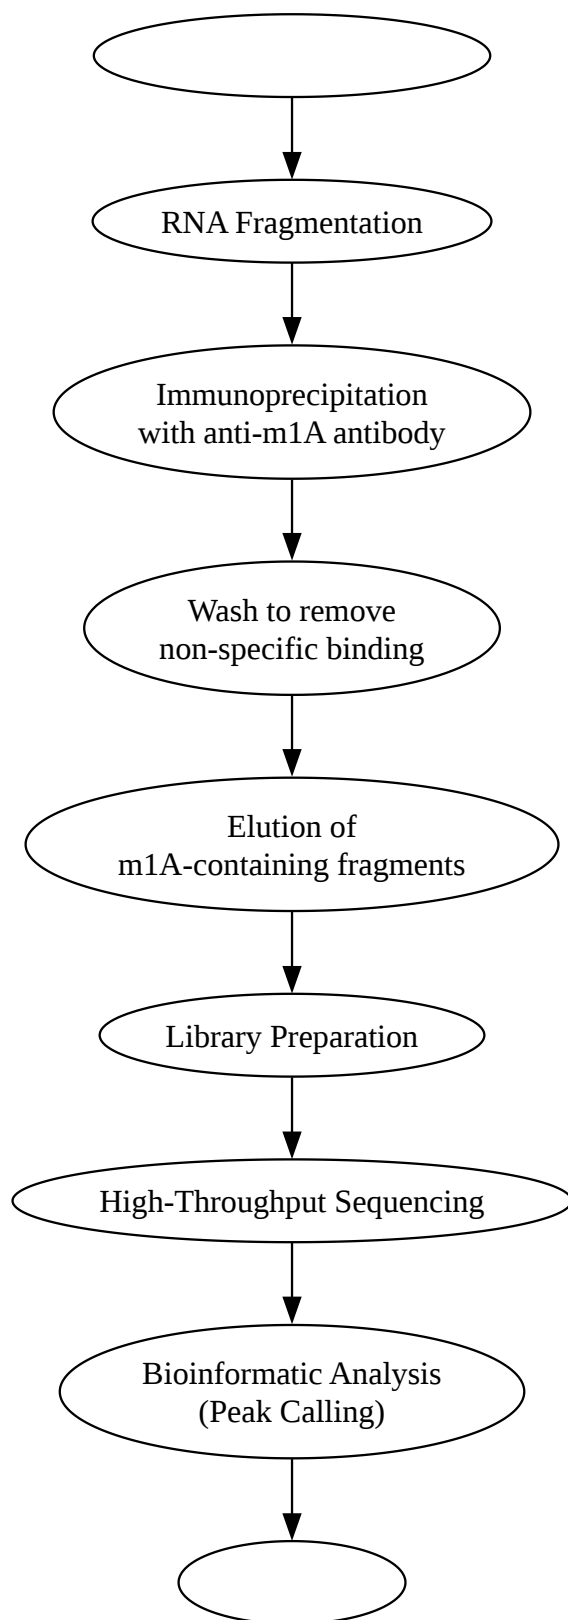 RNA Fragmentation
Immunoprecipitation
with anti-m1A antibody
Wash to remove
non-specific binding
Elution of
m1A-containing fragments
Library Preparation
High-Throughput Sequencing
Bioinformatic Analysis
(Peak Calling)